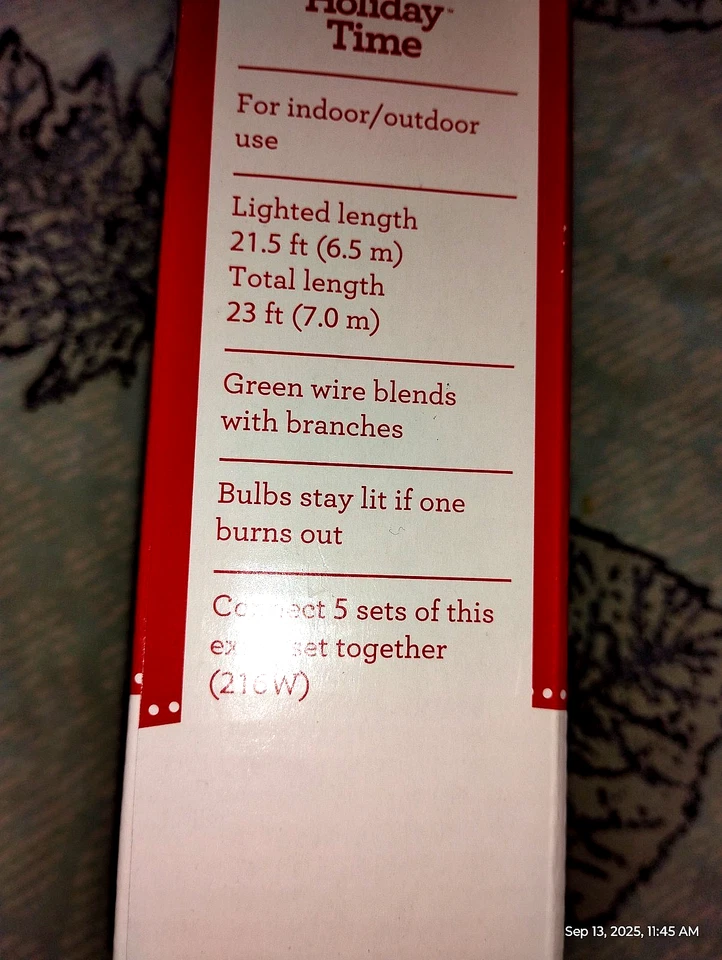 Holiday™
Time
For indoor/outdoor
use
Lighted length
21.5 ft (6.5 m)
Total length
23 ft (7.0 m)
Green wire blends
with branches
Bulbs stay lit if one
burns out
Connect 5 sets of this
set together
(216W)
Sep 13, 2025, 11:45 AM